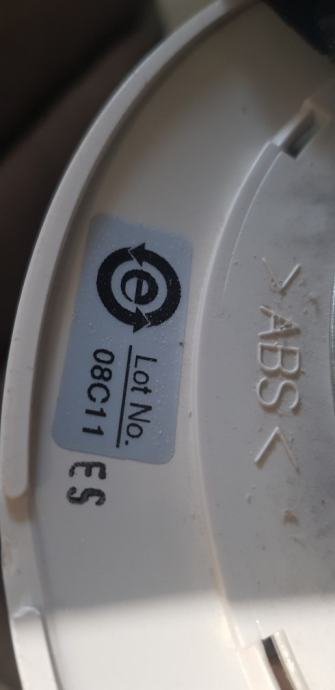 e
Lot No.
08C11
ES
>ABS<